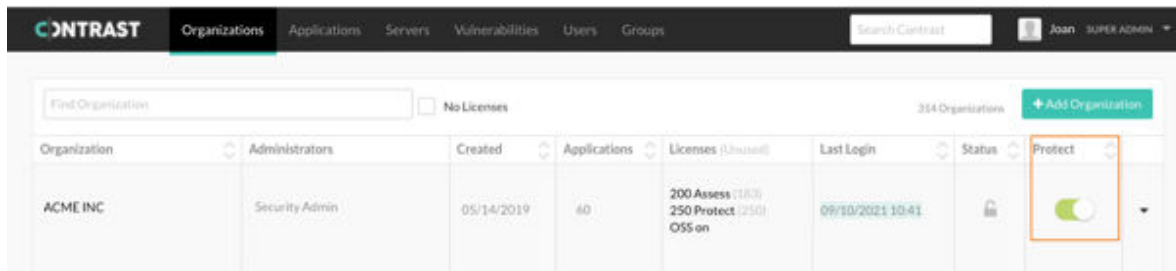 CONTRAST Organizations Applications Servers Vulnerabilities Users Groups Search Contrast Joan SUPER ADMIN
Find Organization No Licenses 314 Organizations +Add Organization
Organization Administrators Created Applications Licenses (Unused) Last Login Status Protect
ACME INC Security Admin 05/14/2019 60 200 Assess (183) 09/10/2021 10:41
250 Protect (250)
OSS on